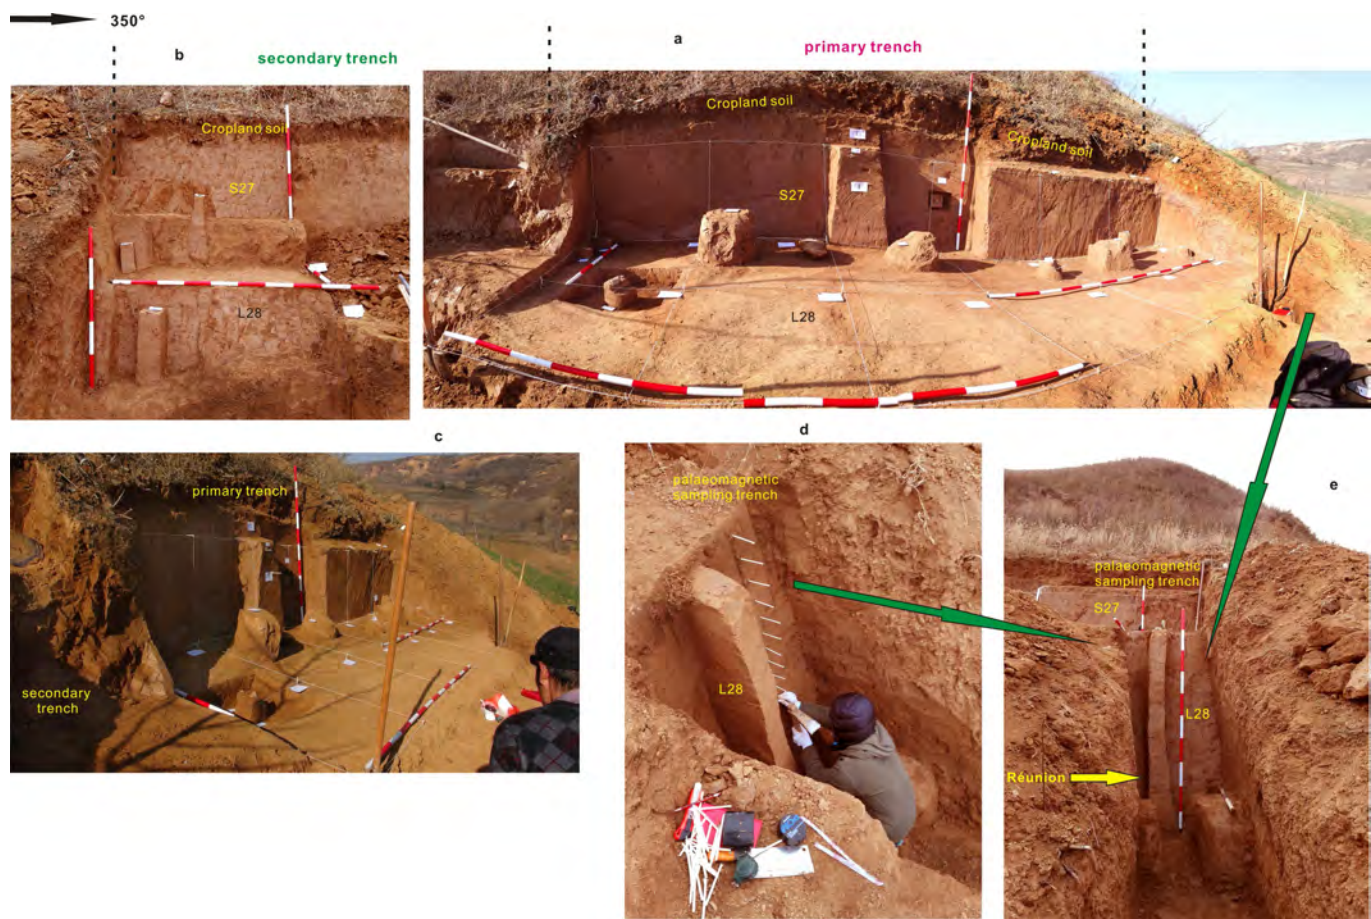 350°
b
secondary trench
a
primary trench
Cropland soil
S27
L28
Cropland soil
Cropland soil
S27
L28
c
primary trench
secondary
trench
d
palaeomagnetic
sampling trench
L28
e
palaeomagnetic
sampling trench
S27
L28
Réunion